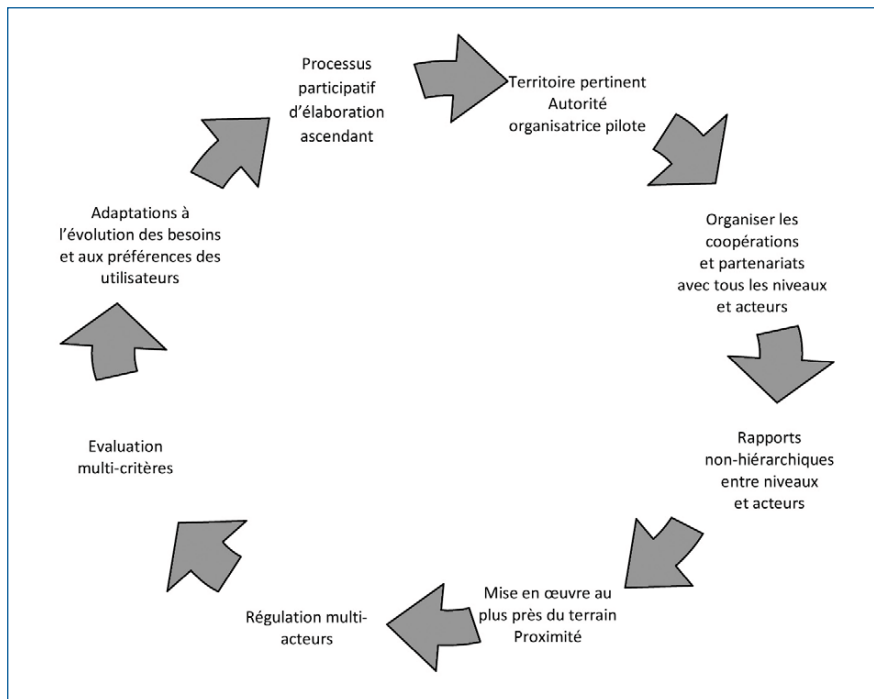 Processus
participatif
d'élaboration
ascendant
Territoire pertinent
Autorité
organisatrice pilote
Organiser les
coopérations
et partenariats
avec tous les niveaux
et acteurs
Rapports
non-hiérarchiques
entre niveaux
et acteurs
Mise en œuvre au
plus près du terrain
Proximité
Régulation multi-
acteurs
Evaluation
multi-critères
Adaptations à
l'évolution des besoins
et aux préférences des
utilisateurs